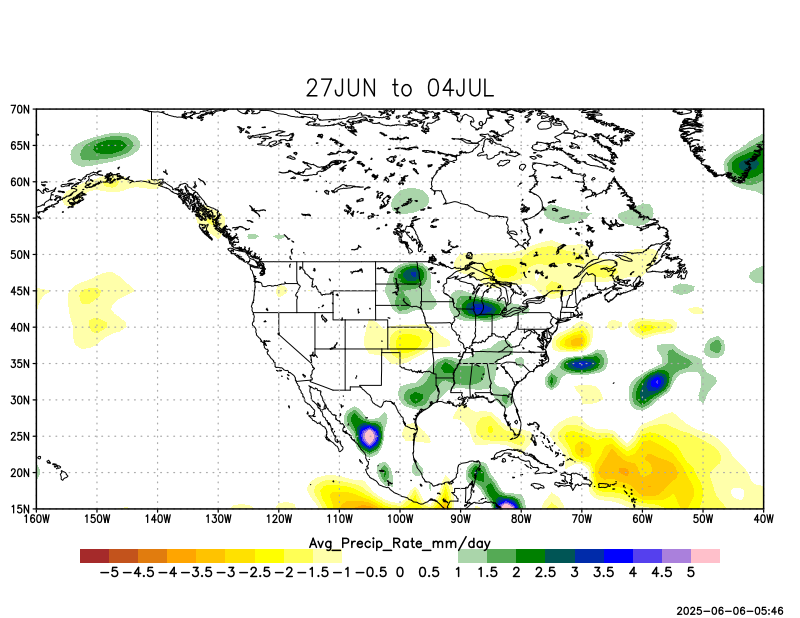 27JUN to 04JUL
70N
65N
60N
55N
50N
45N
40N
35N
30N
25N
20N
15N
160W 150W 140W 130W 120W 110W 100W 90W 80W 70W 60W 50W 40W
Avg_Precip_Rate_mm/day
-5 -4.5 -4 -3.5 -3 -2.5 -2 -1.5 -1 -0.5 0 0.5 1 1.5 2 2.5 3 3.5 4 4.5 5
2025-06-06-05:46